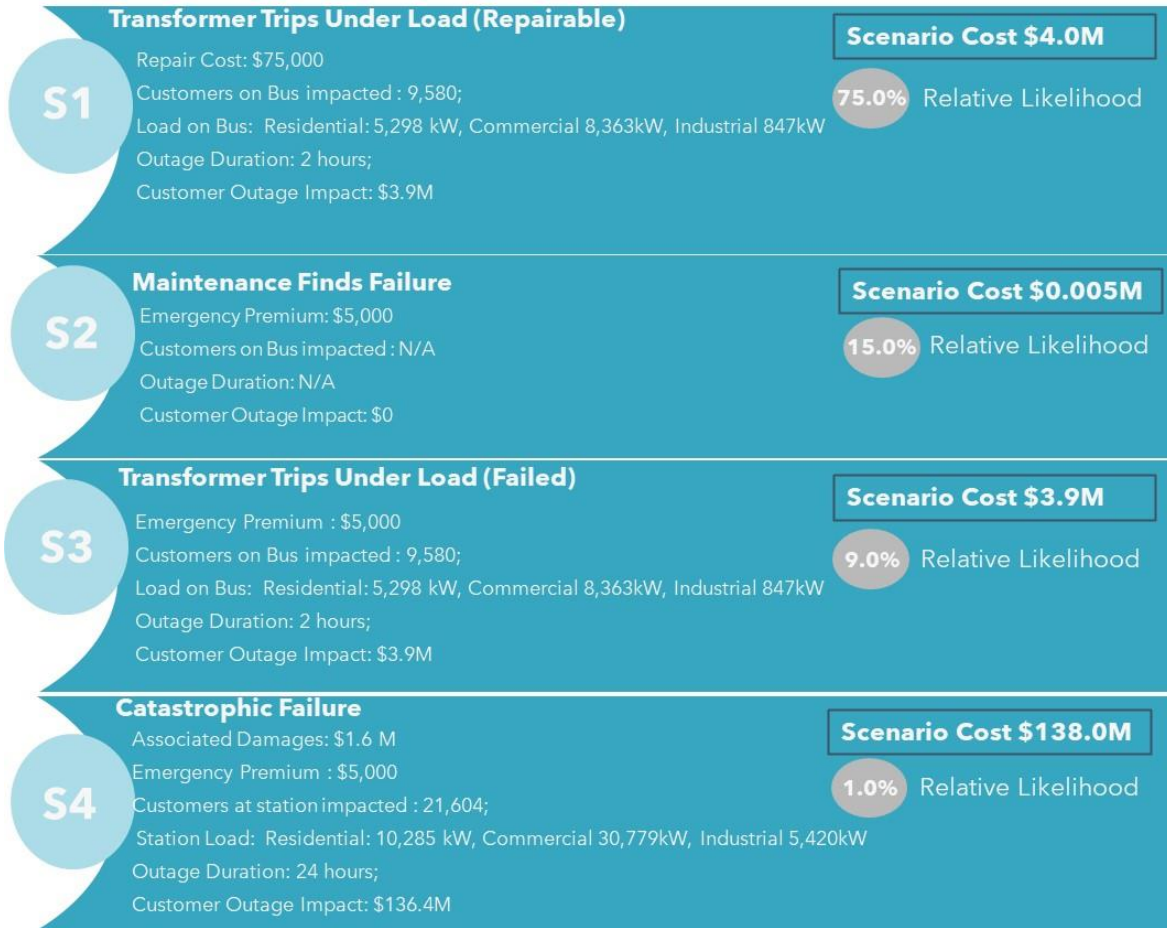 Transformer Trips Under Load (Repairable)
Scenario Cost $4.0M
S1
Repair Cost: $75,000
75.0% Relative Likelihood
Customers on Bus impacted : 9,580;
Load on Bus: Residential: 5,298 kW, Commercial 8,363kW, Industrial 847kW
Outage Duration: 2 hours;
Customer Outage Impact: $3.9M
Maintenance Finds Failure
Scenario Cost $0.005M
S2
Emergency Premium: $5,000
15.0% Relative Likelihood
Customers on Bus impacted : N/A
Outage Duration: N/A
Customer Outage Impact: $0
Transformer Trips Under Load (Failed)
Scenario Cost $3.9M
S3
Emergency Premium : $5,000
9.0% Relative Likelihood
Customers on Bus impacted : 9,580;
Load on Bus: Residential: 5,298 kW, Commercial 8,363kW, Industrial 847kW
Outage Duration: 2 hours;
Customer Outage Impact: $3.9M
Catastrophic Failure
Scenario Cost $138.0M
S4
Associated Damages: $1.6 M
1.0% Relative Likelihood
Emergency Premium : $5,000
Customers at station impacted : 21,604;
Station Load: Residential: 10,285 kW, Commercial 30,779kW, Industrial 5,420kW
Outage Duration: 24 hours;
Customer Outage Impact: $136.4M